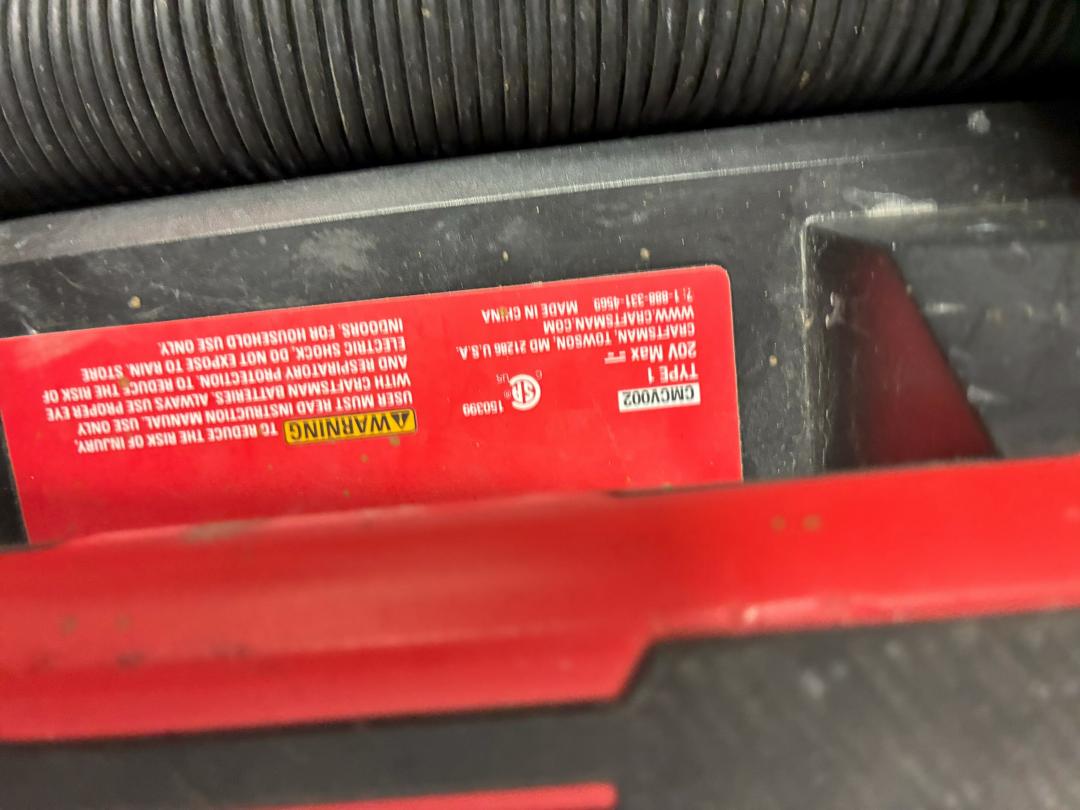 CMCV002
TYPE 1
20V Max
CRAFTSMAN, TOWSON, MD 21286 U.S.A.
WWW.CRAFTSMAN.COM
?: 1-888-331-4569 MADE IN CHINA
150399
C US
WARNING TO REDUCE THE RISK OF INJURY,
USER MUST READ INSTRUCTION MANUAL. USE ONLY
WITH CRAFTSMAN BATTERIES. ALWAYS USE PROPER EYE
AND RESPIRATORY PROTECTION. TO REDUCE THE RISK OF
ELECTRIC SHOCK, DO NOT EXPOSE TO RAIN. STORE
INDOORS. FOR HOUSEHOLD USE ONLY.